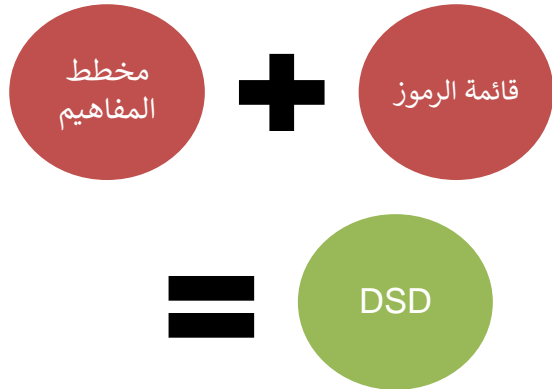 قائمة الرموز
+
مخطط
المفاهيم
=
DSD